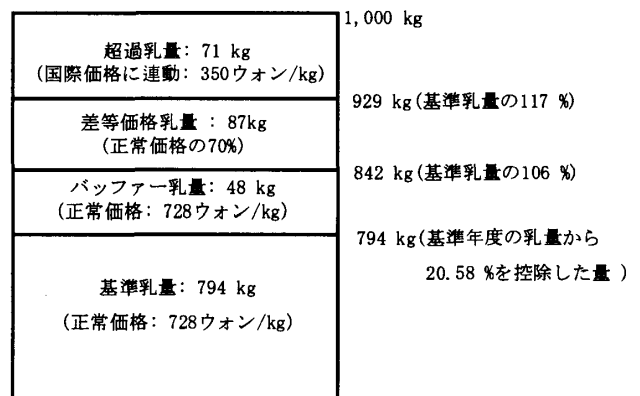 1,000 kg
超過乳量: 71 kg
(国際価格に連動: 350ウォン/kg)
929 kg(基準乳量の117 %)
差等価格乳量 : 87kg
(正常価格の70%)
842 kg(基準乳量の106 %)
バッファー乳量: 48 kg
(正常価格: 728ウォン/kg)
794 kg(基準年度の乳量から
20.58 %を控除した量 )
基準乳量: 794 kg
(正常価格: 728ウォン/kg)